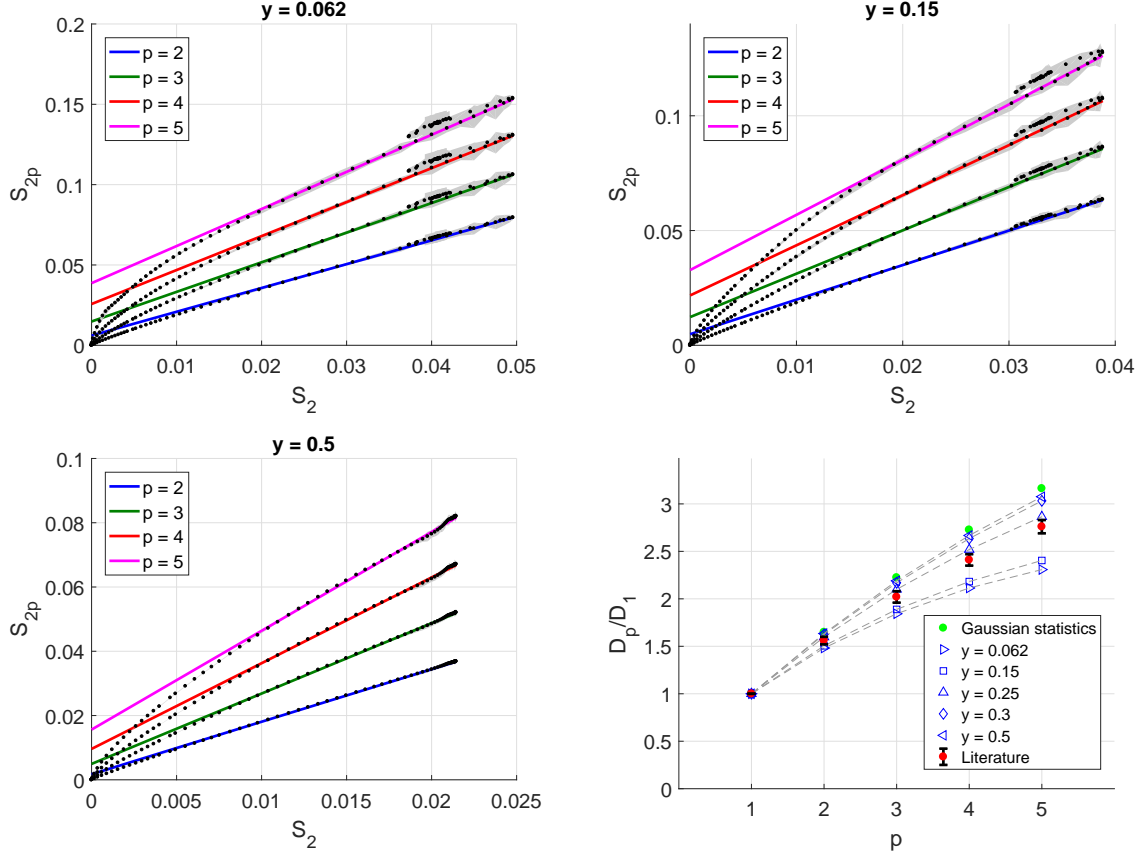 y = 0.062
0.2
0.15
0.1
0.05
0
S2p
p = 2
p = 3
p = 4
p = 5
0 0.01 0.02 0.03 0.04 0.05
S2
y = 0.15
0.1
0.05
0
S2p
p = 2
p = 3
p = 4
p = 5
0 0.01 0.02 0.03 0.04
S2
y = 0.5
0.1
0.08
0.06
0.04
0.02
0
S2p
p = 2
p = 3
p = 4
p = 5
0 0.005 0.01 0.015 0.02 0.025
S2
3
2.5
2
1.5
1
0.5
0
Dp/D1
Gaussian statistics
y = 0.062
y = 0.15
y = 0.25
y = 0.3
y = 0.5
Literature
1 2 3 4 5
p